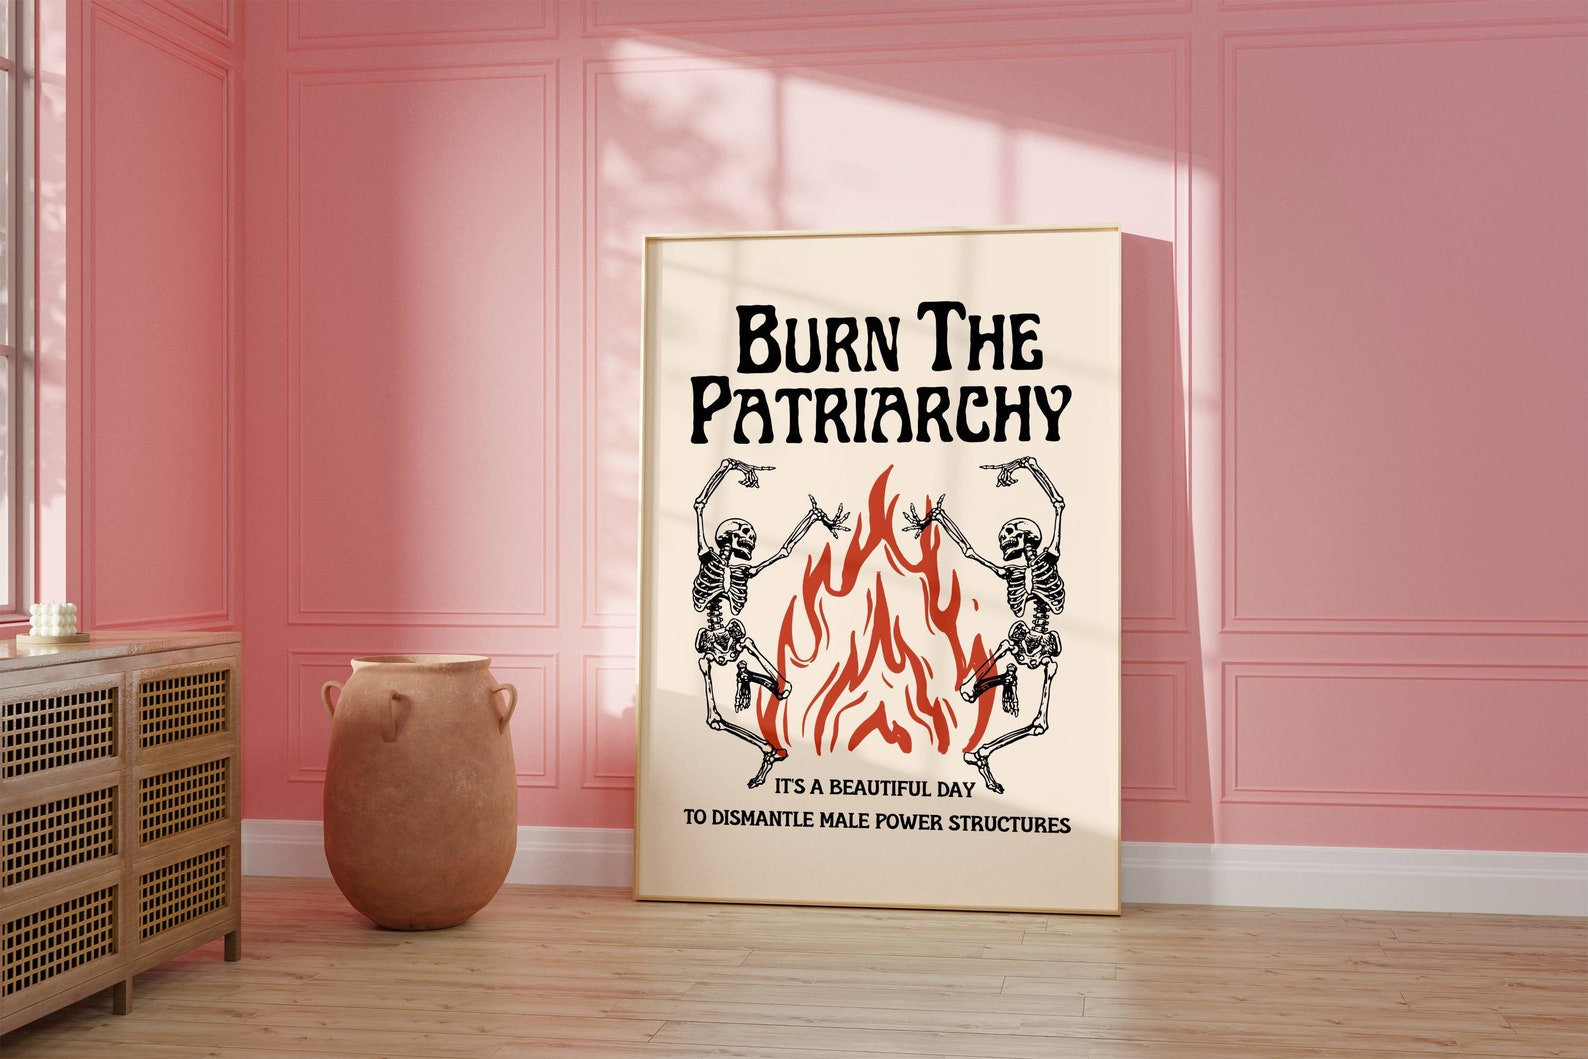 BURN THE
PATRIARCHY
IT'S A BEAUTIFUL DAY
TO DISMANTLE MALE POWER STRUCTURES